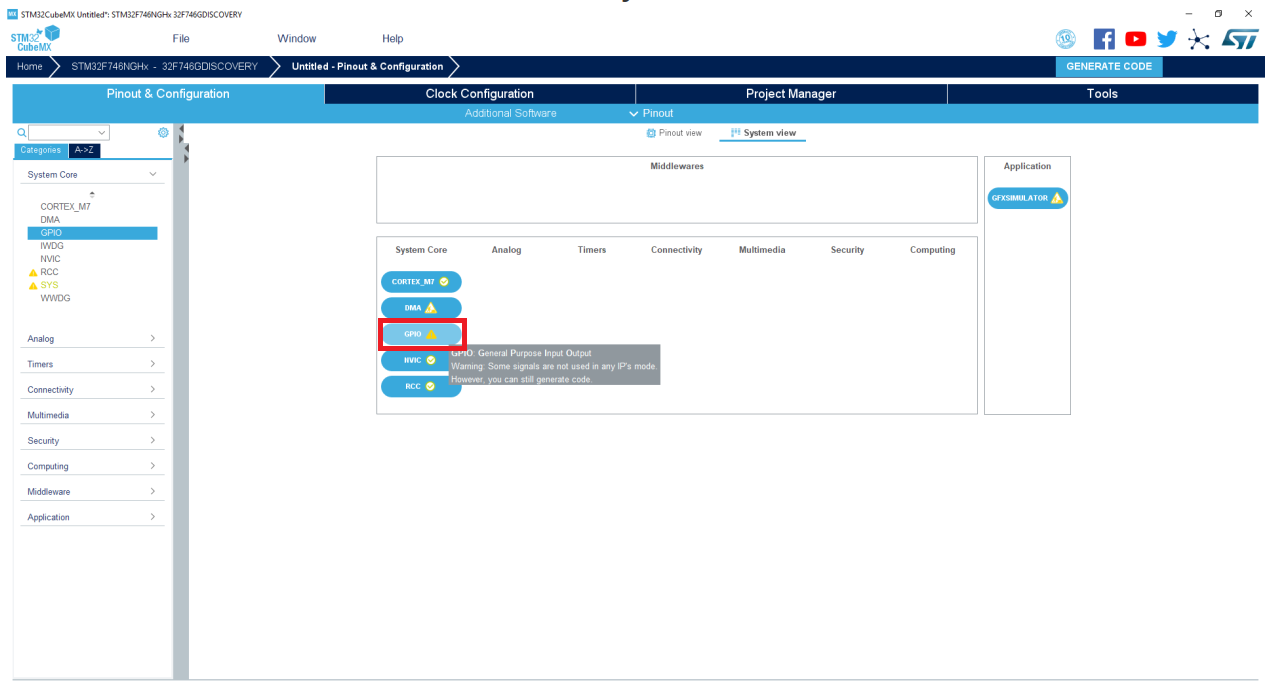 STM32CubeMX Untitled*: STM32F746NGHx 32F746GDISCOVERY
STM32 CubeMX
File Window Help
Home STM32F746NGHx - 32F746GDISCOVERY Untitled - Pinout & Configuration GENERATE CODE
Pinout & Configuration Clock Configuration Project Manager Tools
Additional Software Pinout
Pinout view System view
Categories A->Z
System Core
CORTEX_M7
DMA
GPIO
IWDG
NVIC
RCC
SYS
WWDG
Analog
Timers
Connectivity
Multimedia
Security
Computing
Middleware
Application
Middlewares
Application
GFXSIMULATOR
System Core Analog Timers Connectivity Multimedia Security Computing
CORTEX_M7
DMA
GPIO
NVIC
RCC
GPIO: General Purpose Input Output
Warning: Some signals are not used in any IP's mode.
However, you can still generate code.